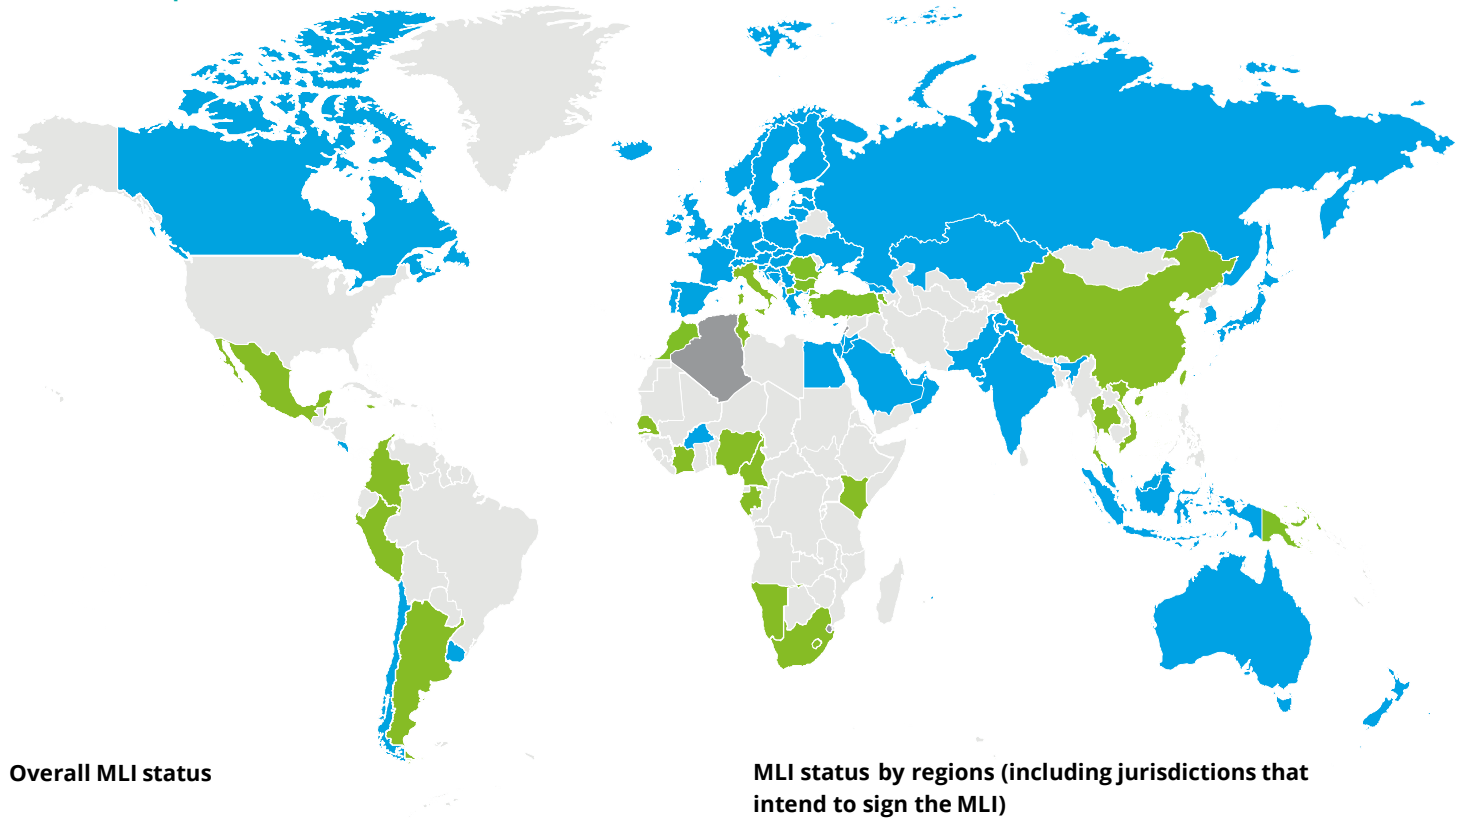 Overall MLI status
MLI status by regions (including jurisdictions that
intend to sign the MLI)